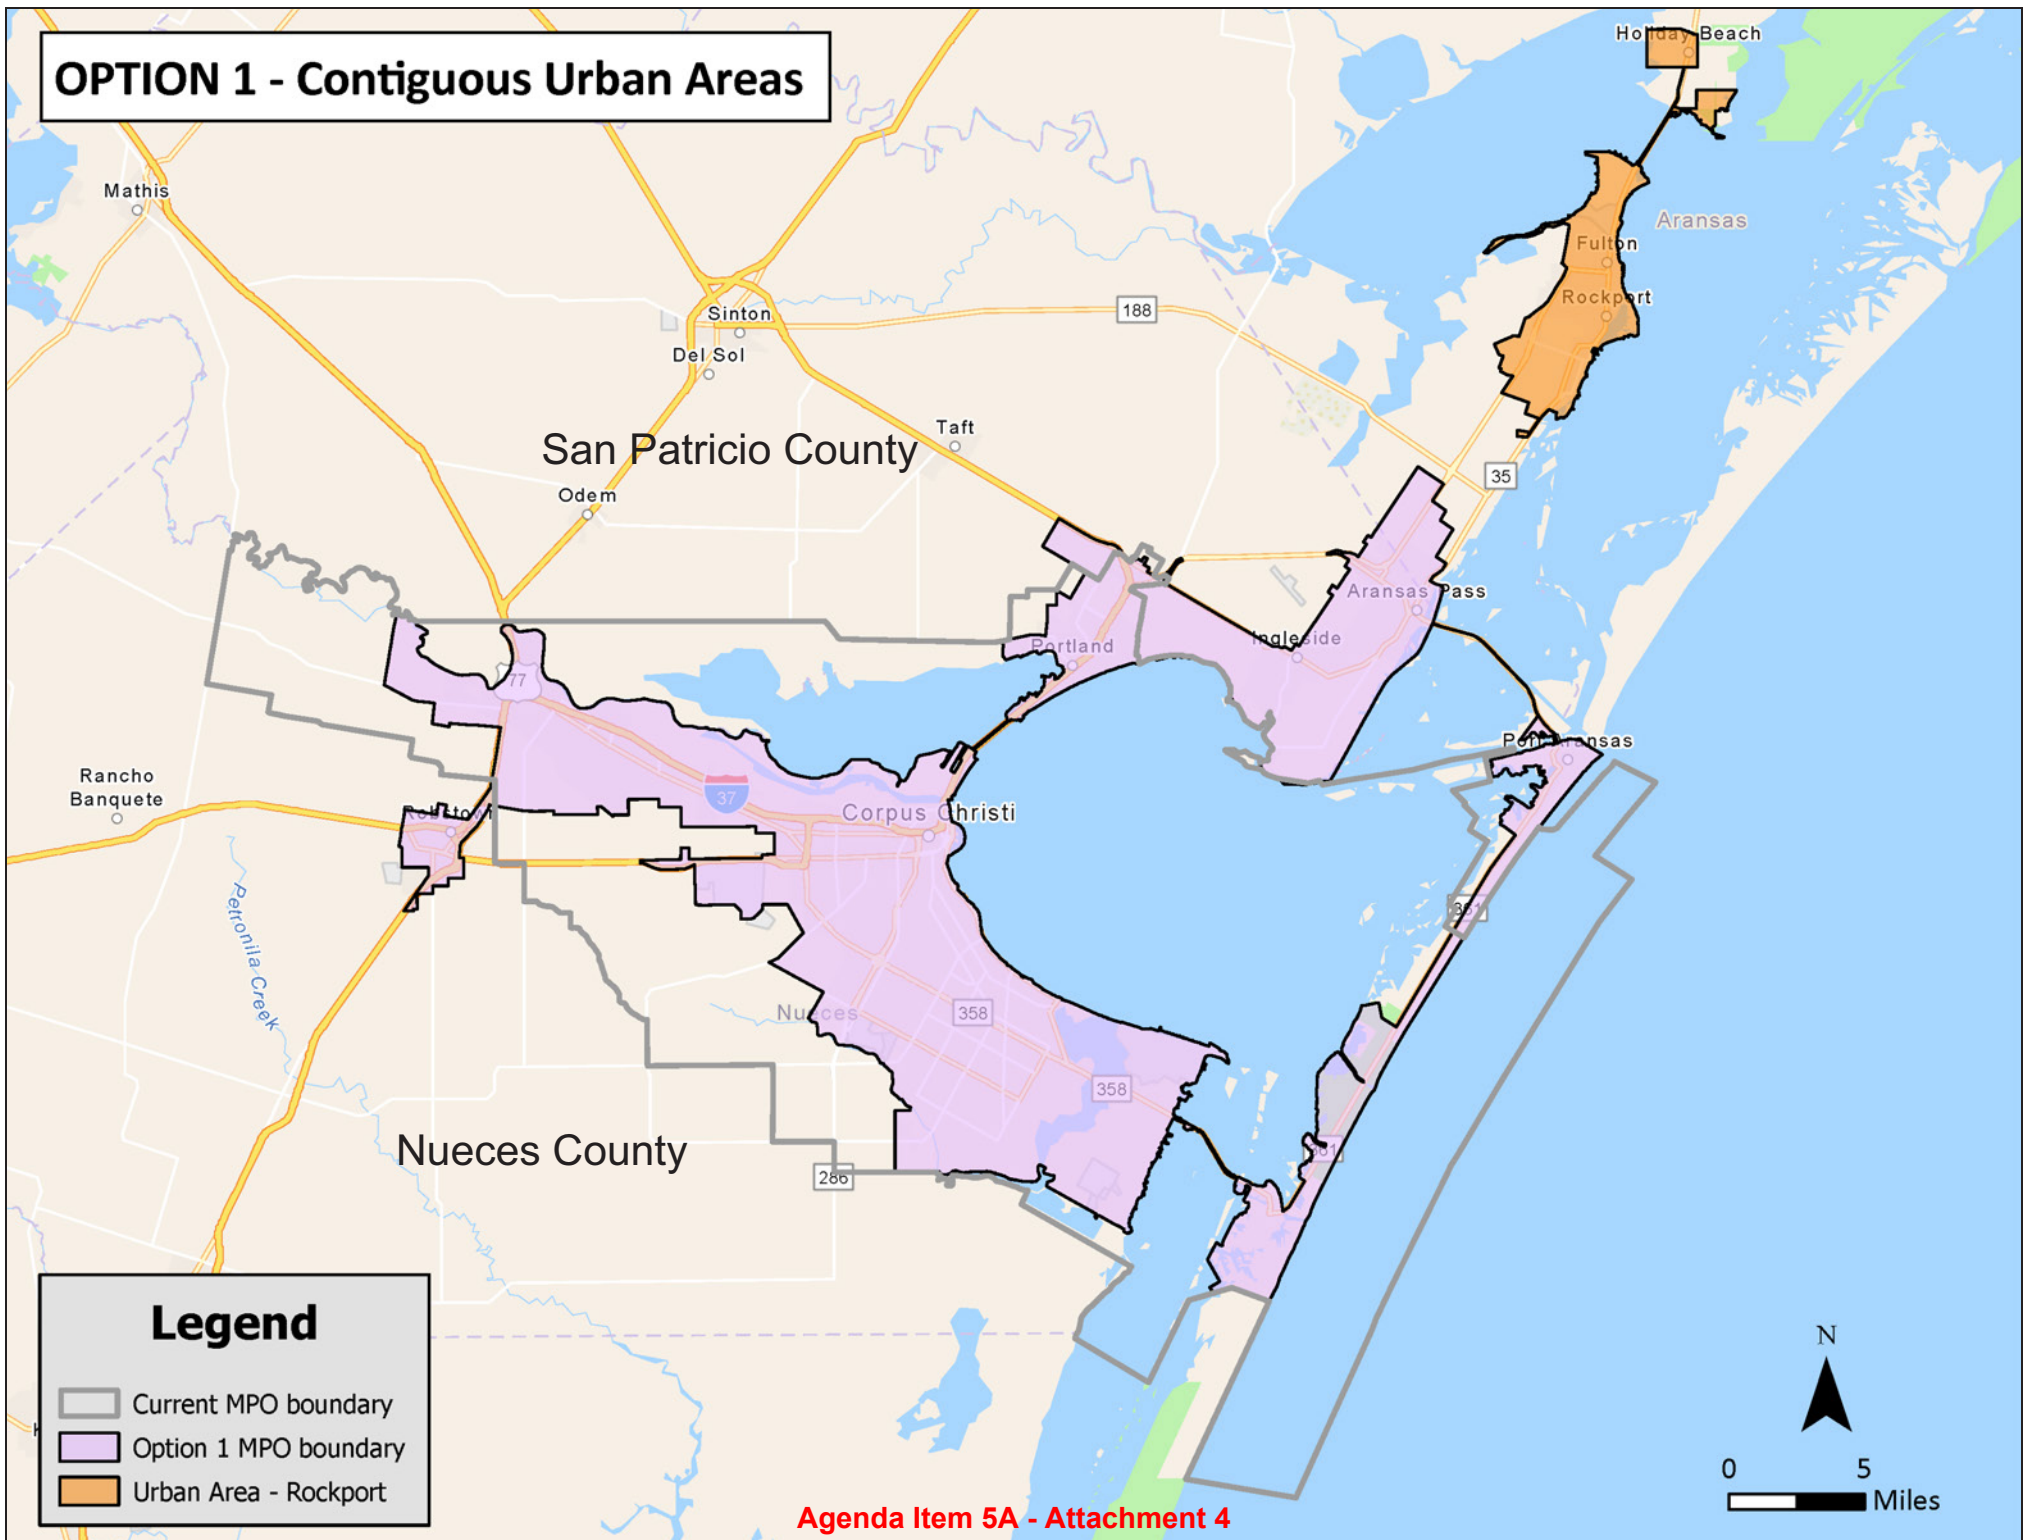 OPTION 1 - Contiguous Urban Areas
Holiday Beach
Mathis
Aransas
Fulton
Rockport
188
Sinton
Del Sol
Taft
San Patricio County
35
Odem
Aransas Pass
Ingleside
Portland
77
Port Aransas
Rancho
Banquete
37
Robstown
Corpus Christi
361
Petronila Creek
Nueces
358
358
Nueces County
361
286
Legend
Current MPO boundary
Option 1 MPO boundary
Urban Area - Rockport
N
0 5
Miles
Agenda Item 5A - Attachment 4